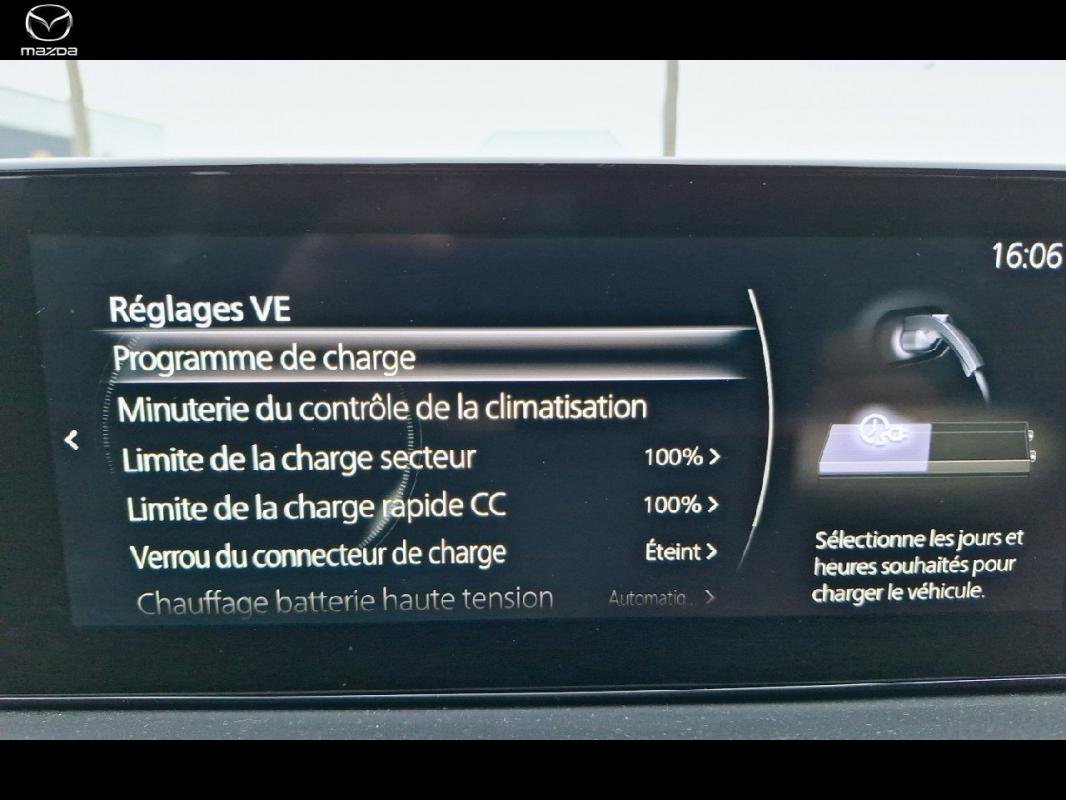 mazda
16:06
Réglages VE
Programme de charge
Minuterie du contrôle de la climatisation
Limite de la charge secteur 100% >
Limite de la charge rapide CC 100% >
Verrou du connecteur de charge Éteint >
Chauffage batterie haute tension Automatiq... >
Sélectionne les jours et
heures souhaités pour
charger le véhicule.